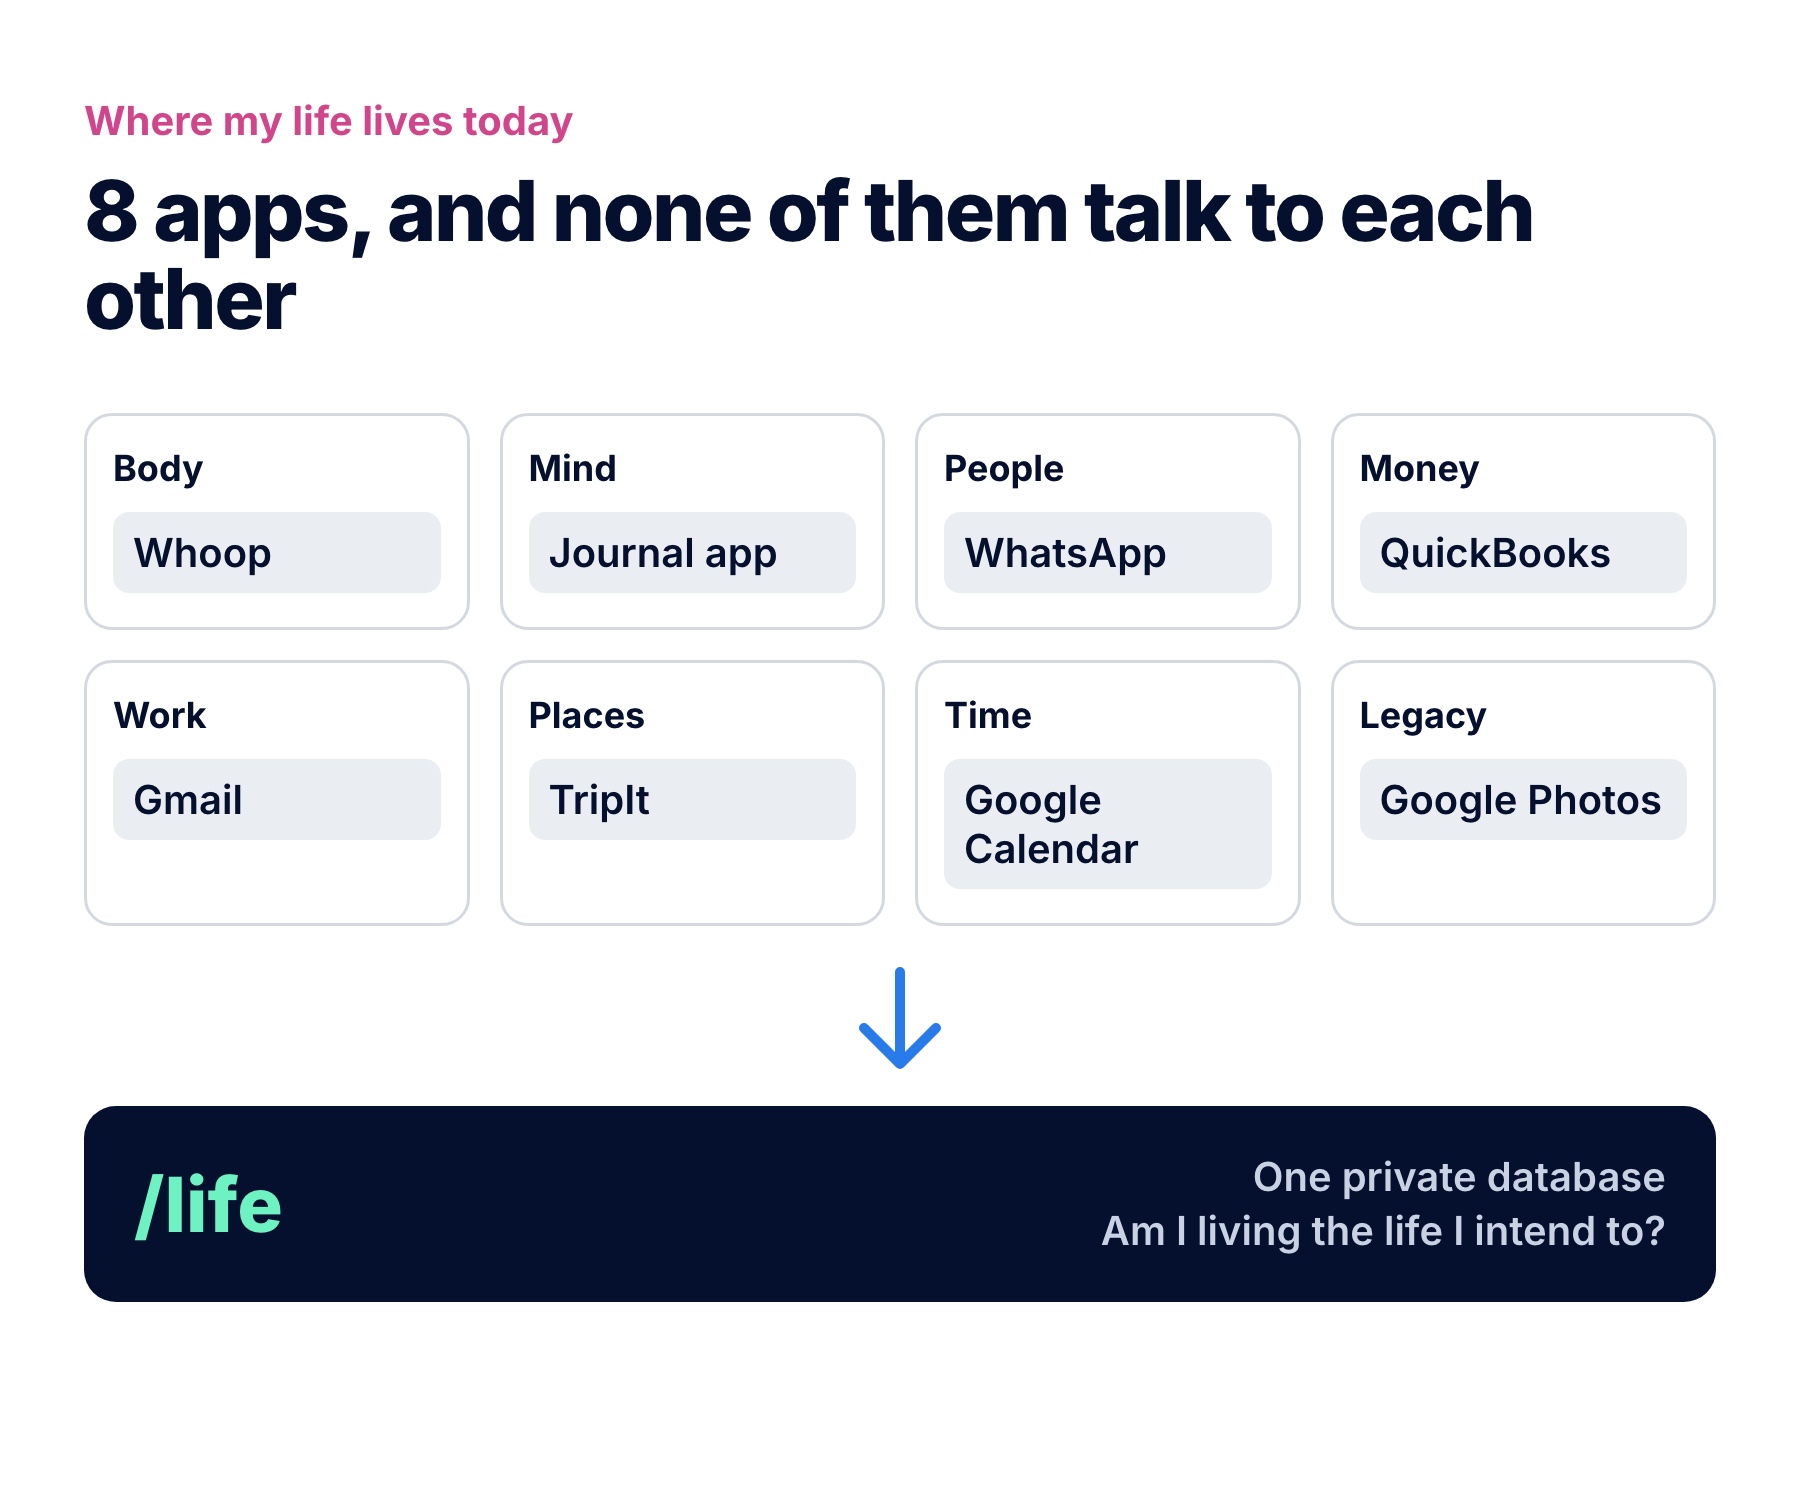 Where my life lives today
8 apps, and none of them talk to each
other
Body
Whoop
Mind
Journal app
People
WhatsApp
Money
QuickBooks
Work
Gmail
Places
TripIt
Time
Google
Calendar
Legacy
Google Photos
/life
One private database
Am I living the life I intend to?